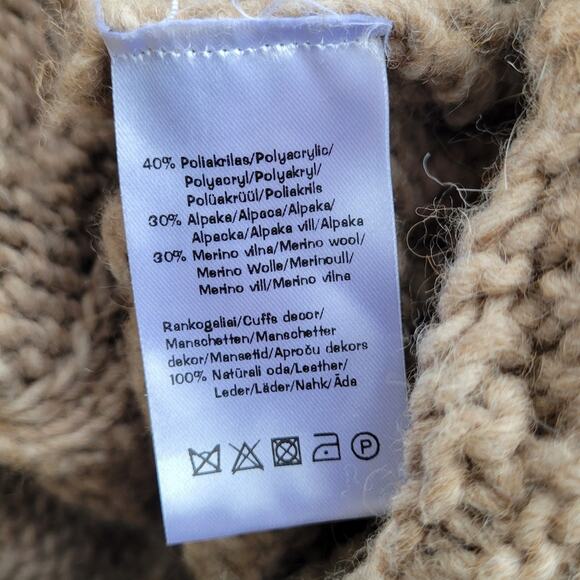 40% Poliakrilas/Polyacrylic/
Polyacryl/Polyakryl/
Polüakrüül/Poliakrils
30% Alpaka/Alpaca/Alpaka/
Alpacka/Alpaka vill/Alpaka
30% Merino vilna/Merino wool/
Merino Wolle/Merinoull/
Merino vill/Merino vilna
Rankogaliai/Cuffs decor/
Manschetten/Manschetter
dekor/Mansetid/Aproču dekors
100% Natūrali oda/Leather/
Leder/Läder/Nahk/Āda
P